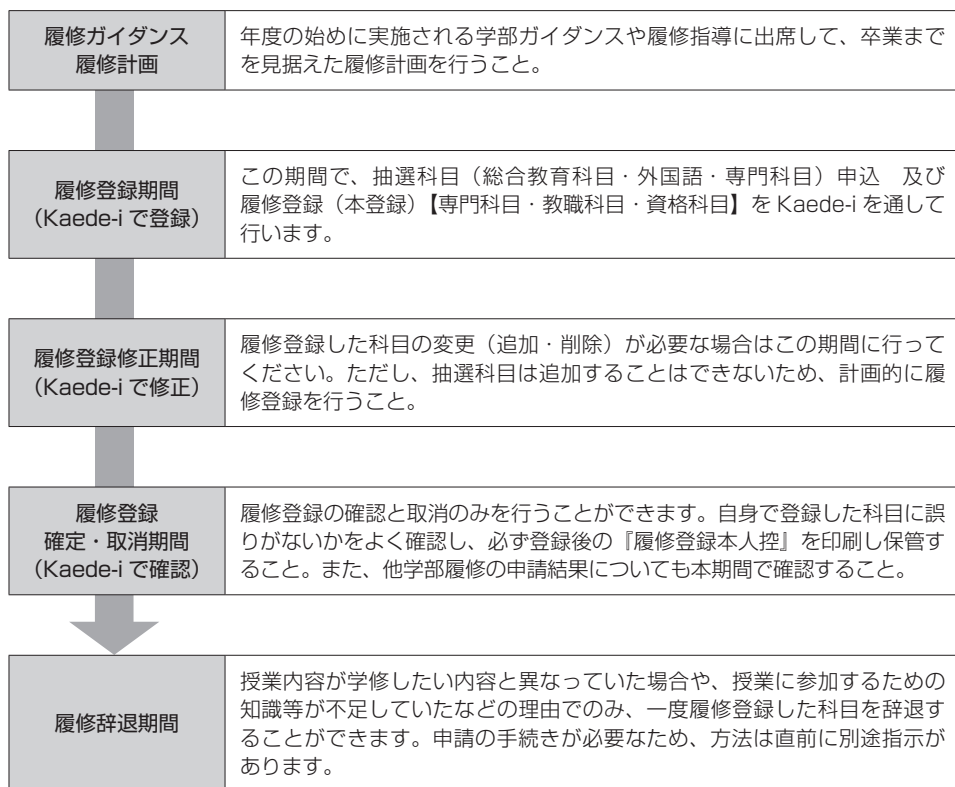 履修ガイダンス
履修計画
年度の始めに実施される学部ガイダンスや履修指導に出席して、卒業まで
を見据えた履修計画を行うこと。
履修登録期間
（Kaede-i で登録）
この期間で、抽選科目（総合教育科目・外国語・専門科目）申込　及び
履修登録（本登録）【専門科目・教職科目・資格科目】を Kaede-i を通して
行います。
履修登録修正期間
（Kaede-i で修正）
履修登録した科目の変更（追加・削除）が必要な場合はこの期間に行って
ください。ただし、抽選科目は追加することはできないため、計画的に履
修登録を行うこと。
履修登録
確定・取消期間
（Kaede-i で確認）
履修登録の確認と取消のみを行うことができます。自身で登録した科目に誤
りがないかをよく確認し、必ず登録後の『履修登録本人控』を印刷し保管す
ること。また、他学部履修の申請結果についても本期間で確認すること。
履修辞退期間
授業内容が学修したい内容と異なっていた場合や、授業に参加するための
知識等が不足していたなどの理由でのみ、一度履修登録した科目を辞退す
ることができます。申請の手続きが必要なため、方法は直前に別途指示が
あります。